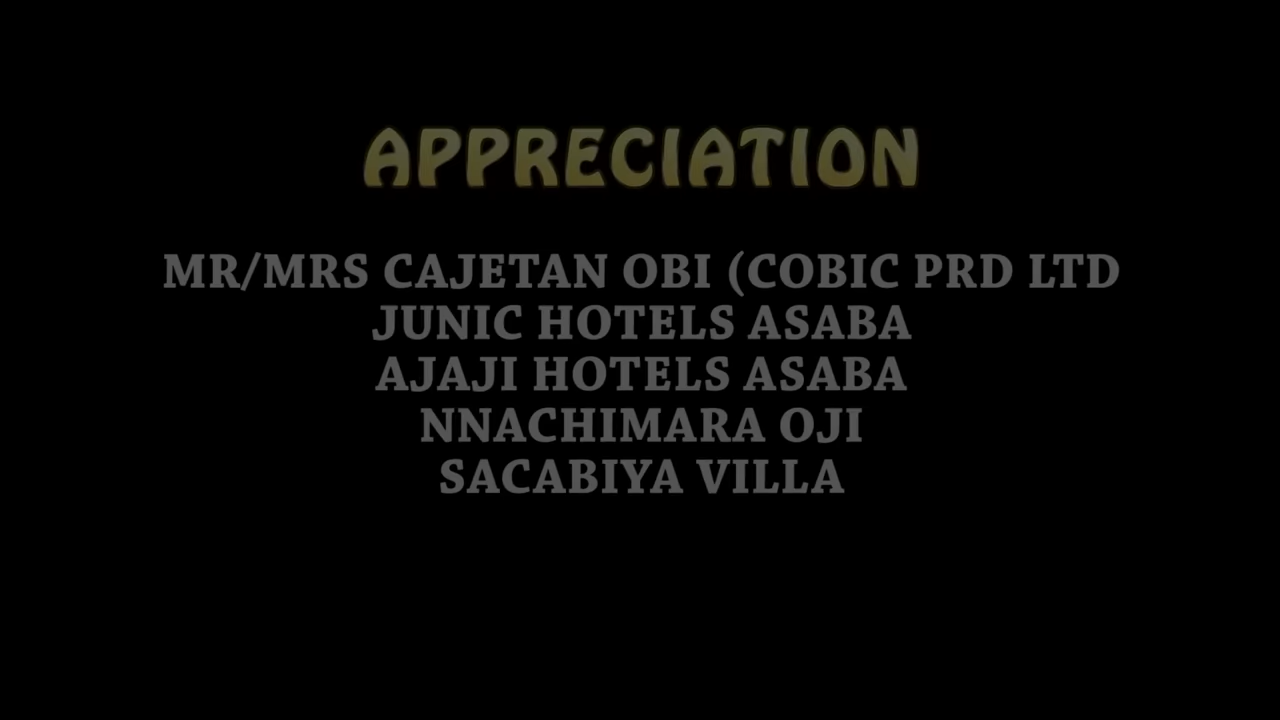 APPRECIATION
MR/MRS CAJETAN OBI (COBIC PRD LTD
JUNIC HOTELS ASABA
AJAJI HOTELS ASABA
NNACHIMARA OJI
SACABIYA VILLA